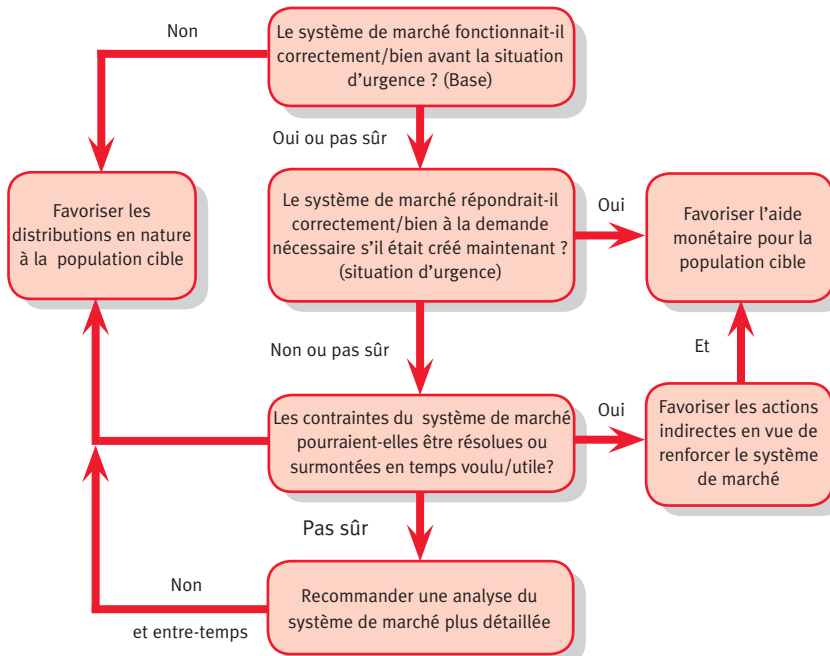 Non
Le système de marché fonctionnait-il
correctement/bien avant la situation
d'urgence ? (Base)
Oui ou pas sûr
Favoriser les
distributions en nature
à la population cible
Le système de marché répondrait-il
correctement/bien à la demande
nécessaire s'il était créé maintenant ?
(situation d'urgence)
Oui
Favoriser l'aide
monétaire pour la
population cible
Non ou pas sûr
Et
Les contraintes du système de marché
pourraient-elles être résolues ou
surmontées en temps voulu/utile?
Oui
Favoriser les actions
indirectes en vue de
renforcer le système
de marché
Pas sûr
Non
et entre-temps
Recommander une analyse du
système de marché plus détaillée